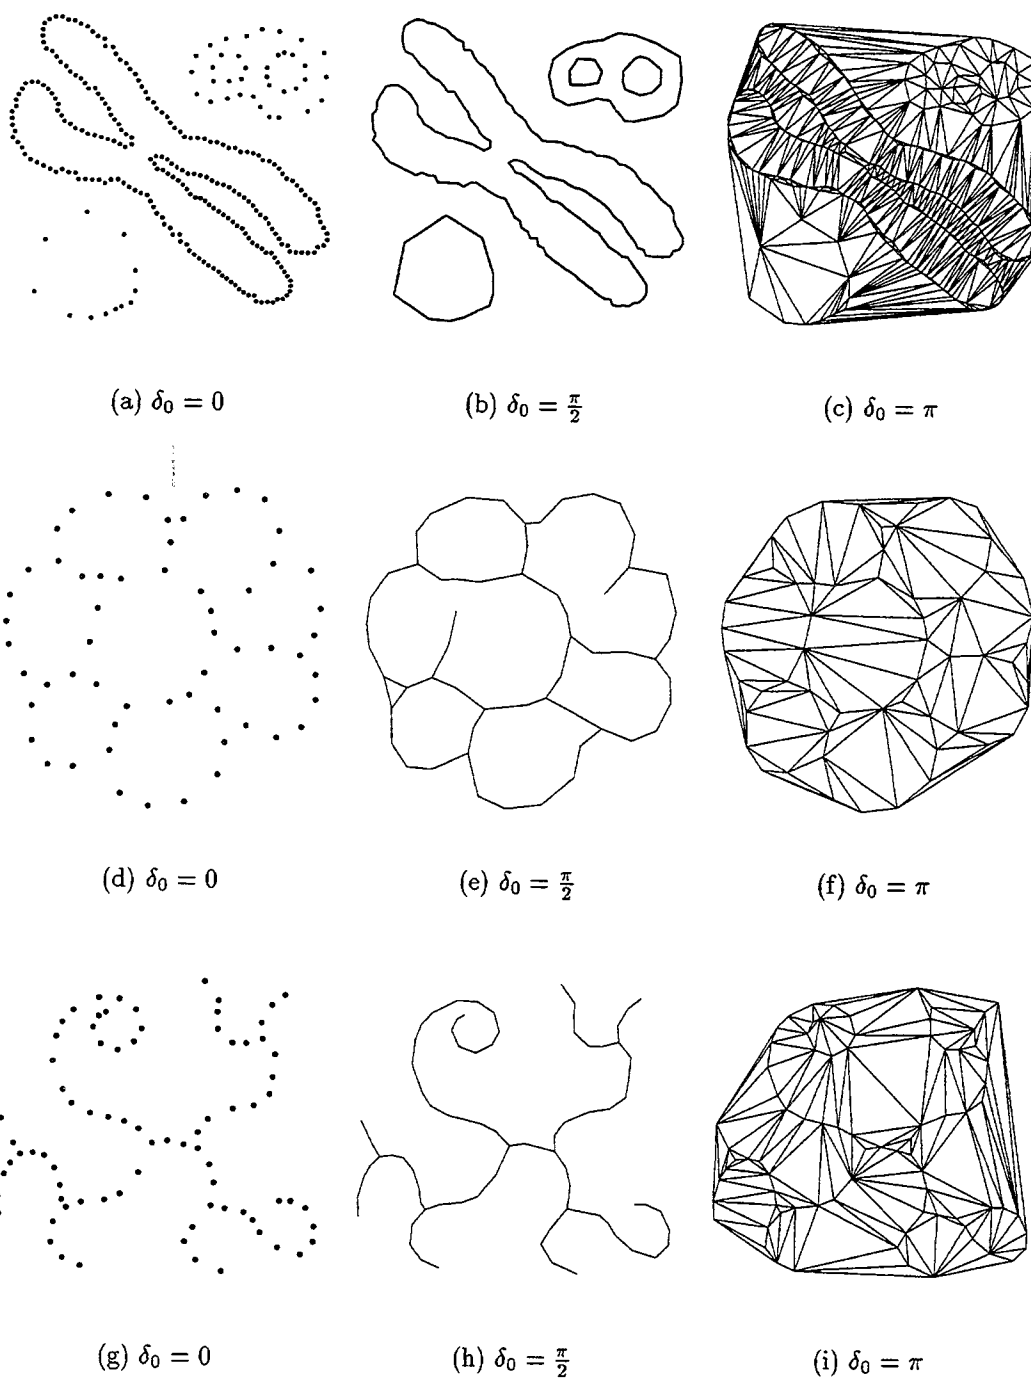 (a) δ₀ = 0
(b) δ₀ = π/2
(c) δ₀ = π
(d) δ₀ = 0
(e) δ₀ = π/2
(f) δ₀ = π
(g) δ₀ = 0
(h) δ₀ = π/2
(i) δ₀ = π